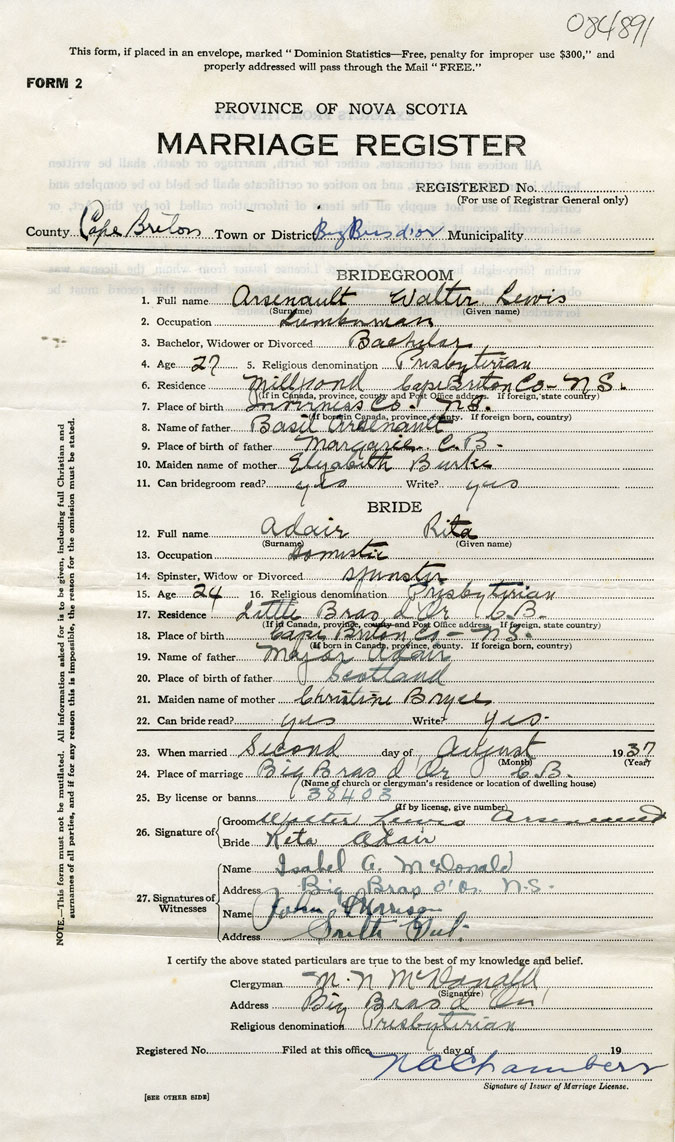 084891
This form, if placed in an envelope, marked "Dominion Statistics—Free, penalty for improper use $300," and
properly addressed will pass through the Mail "FREE."
FORM 2
PROVINCE OF NOVA SCOTIA
MARRIAGE REGISTER
REGISTERED No.
(For use of Registrar General only)
County Cape Breton Town or District Big Bras d'or Municipality
BRIDEGROOM
1. Full name Arsenault Walter Lewis
(Surname) (Given name)
2. Occupation Lumberman
3. Bachelor, Widower or Divorced Bachelor
4. Age 27 5. Religious denomination Presbyterian
6. Residence Millpond Cape Breton Co - N.S.
(If in Canada, province, county and Post Office address. If foreign, state country)
7. Place of birth Inverness Co. N.S.
(If born in Canada, province, county. If foreign born, country)
8. Name of father Basil Arsenault
9. Place of birth of father Margarie C.B.
10. Maiden name of mother Elizabeth Burke
11. Can bridegroom read? yes Write? yes
BRIDE
12. Full name Adair Rita
(Surname) (Given name)
13. Occupation Domestic
14. Spinster, Widow or Divorced Spinster
15. Age 24 16. Religious denomination Presbyterian
17. Residence Little Bras d'Or C.B.
(If in Canada, province, county and Post Office address. If foreign, state country)
18. Place of birth Cape Breton Co - N.S.
(If born in Canada, province, county. If foreign born, country)
19. Name of father Major Adair
20. Place of birth of father Scotland
21. Maiden name of mother Christine Bryce
22. Can bride read? yes Write? yes
23. When married Second day of August 1937
(Month) (Year)
24. Place of marriage Big Bras d'Or C.B.
(Name of church or clergyman's residence or location of dwelling house)
25. By license or banns 38403
(If by license, give number)
26. Signature of Groom Walter Lewis Arseneault
Bride Rita Adair
27. Signatures of Witnesses
Name Isabel A. McDonald
Address Big Bras D'Or N.S.
Name John Morrison
Address South
I certify the above stated particulars are true to the best of my knowledge and belief.
Clergyman M. N McDonald
(Signature)
Address Big Bras d'Or
Religious denomination Presbyterian
Registered No. Filed at this office day of 19
N A Chambers
Signature of Issuer of Marriage License.
[SEE OTHER SIDE]
NOTE.—This form must not be mutilated. All information asked for is to be given, including full Christian and
surnames of all parties, and if for any reason this is impossible, the reason for the omission must be stated.